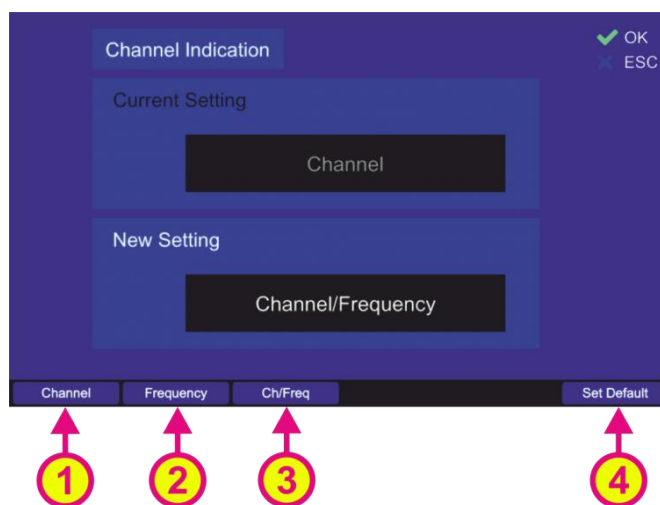 Channel Indication
OK
ESC
Current Setting
Channel
New Setting
Channel/Frequency
Channel Frequency Ch/Freq Set Default
1 2 3 4